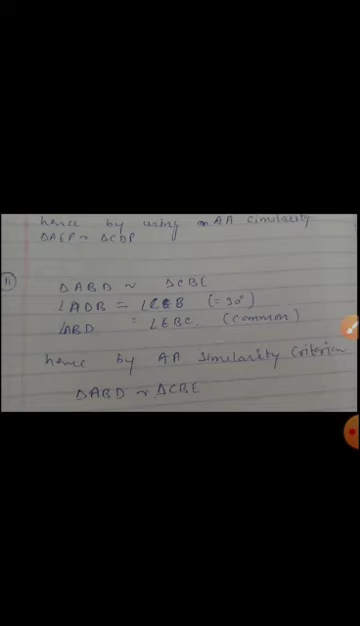 hence by using AA similarity
ΔAEP ~ ΔCDP
(ii)
ΔABD ~ ΔCBE
∠ADB = ∠CEB (= 90°)
∠ABD = ∠EBC (common)
hence by AA similarity criterion
ΔABD ~ ΔCBE